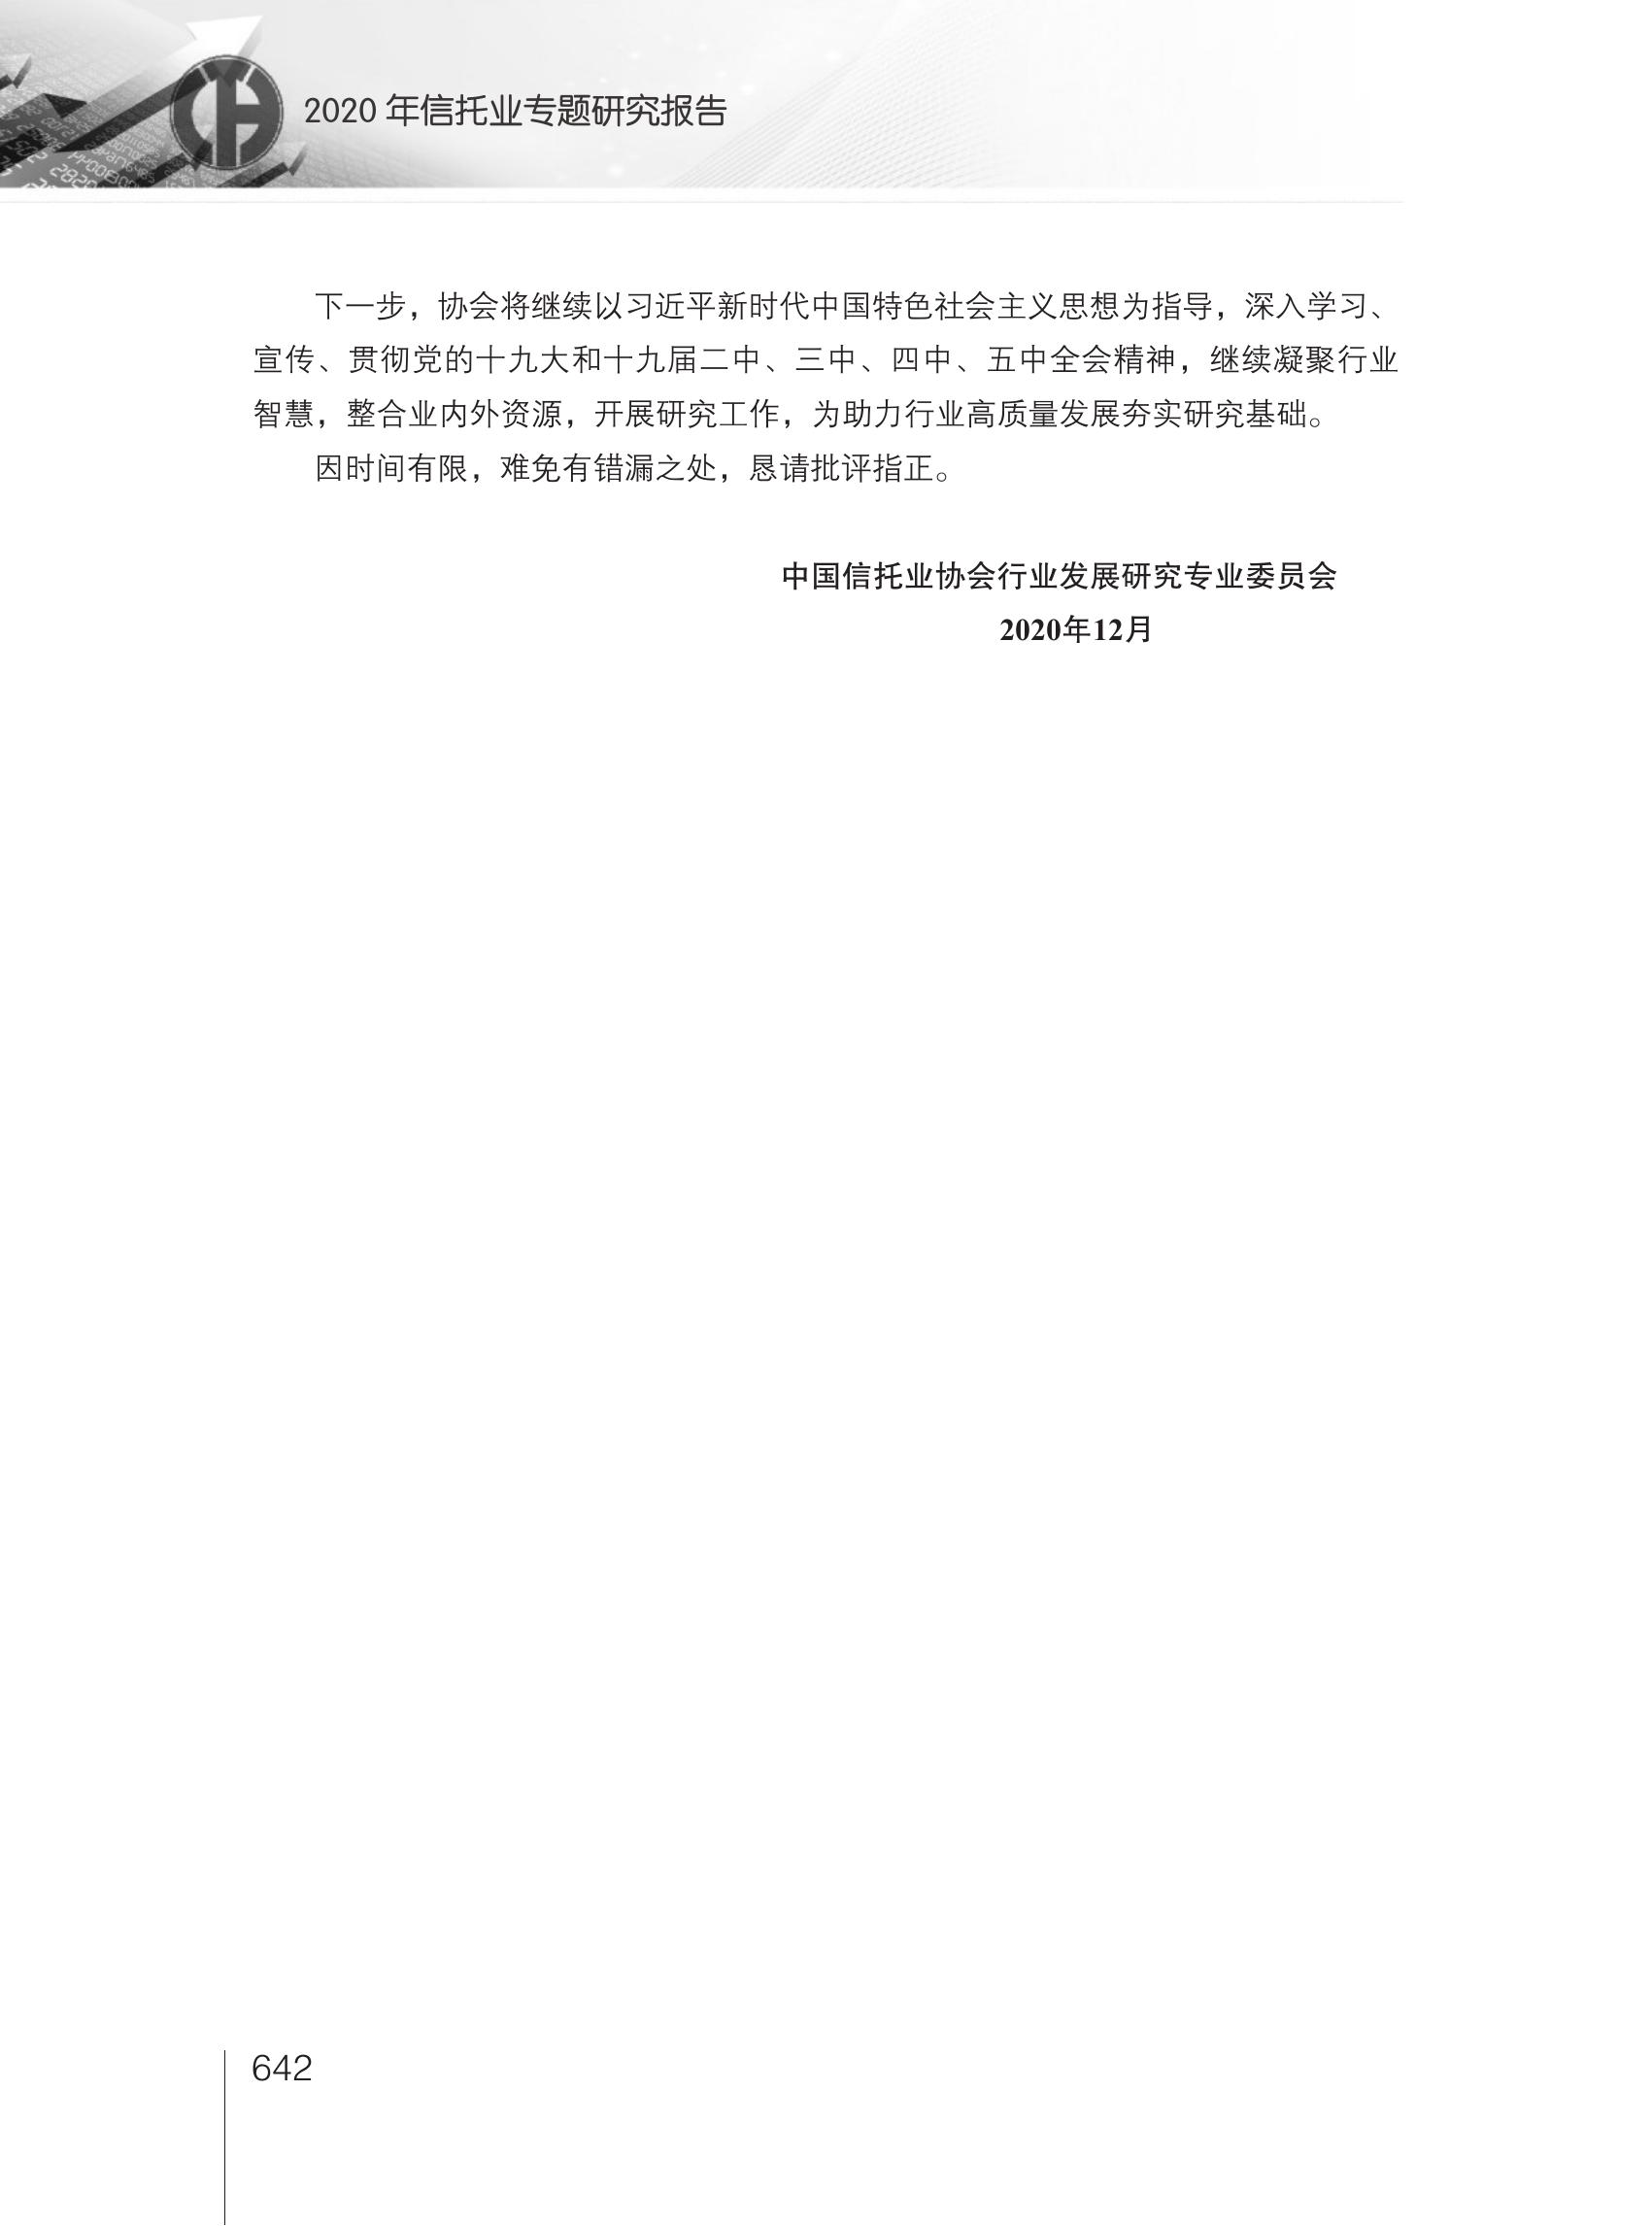 2020 年信托业专题研究报告
下一步，协会将继续以习近平新时代中国特色社会主义思想为指导，深入学习、
宣传、贯彻党的十九大和十九届二中、三中、四中、五中全会精神，继续凝聚行业
智慧，整合业内外资源，开展研究工作，为助力行业高质量发展夯实研究基础。
因时间有限，难免有错漏之处，恳请批评指正。
中国信托业协会行业发展研究专业委员会
2020年12月
642